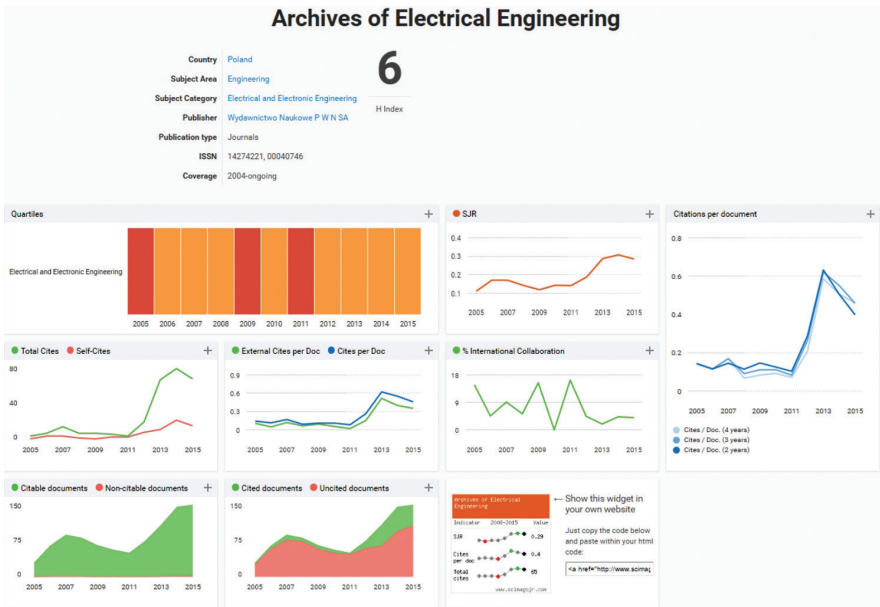 Archives of Electrical Engineering
Country Poland
Subject Area Engineering
Subject Category Electrical and Electronic Engineering
Publisher Wydawnictwo Naukowe P W N SA
Publication type Journals
ISSN 14274221, 00040746
Coverage 2004-ongoing
6
H Index
Quartiles +
Electrical and Electronic Engineering
2005 2006 2007 2008 2009 2010 2011 2012 2013 2014 2015
SJR +
0.4
0.3
0.2
0.1
2005 2007 2009 2011 2013 2015
Citations per document +
0.8
0.6
0.4
0.2
0
2005 2007 2009 2011 2013 2015
Cites / Doc. (4 years)
Cites / Doc. (3 years)
Cites / Doc. (2 years)
Total Cites Self-Cites +
80
40
0
2005 2007 2009 2011 2013 2015
External Cites per Doc Cites per Doc +
0.9
0.6
0.3
0
2005 2007 2009 2011 2013 2015
% International Collaboration +
18
9
0
2005 2007 2009 2011 2013 2015
Citable documents Non-citable documents +
150
75
0
2005 2007 2009 2011 2013 2015
Cited documents Uncited documents +
150
75
0
2005 2007 2009 2011 2013 2015
Archives of Electrical
Engineering
Indicator 2006-2015 Value
SJR 0.29
Cites
per doc 0.4
Total
cites 65
www.scimagojr.com
← Show this widget in
your own website
Just copy the code below
and paste within your html
code:
<a href="http://www.scimag